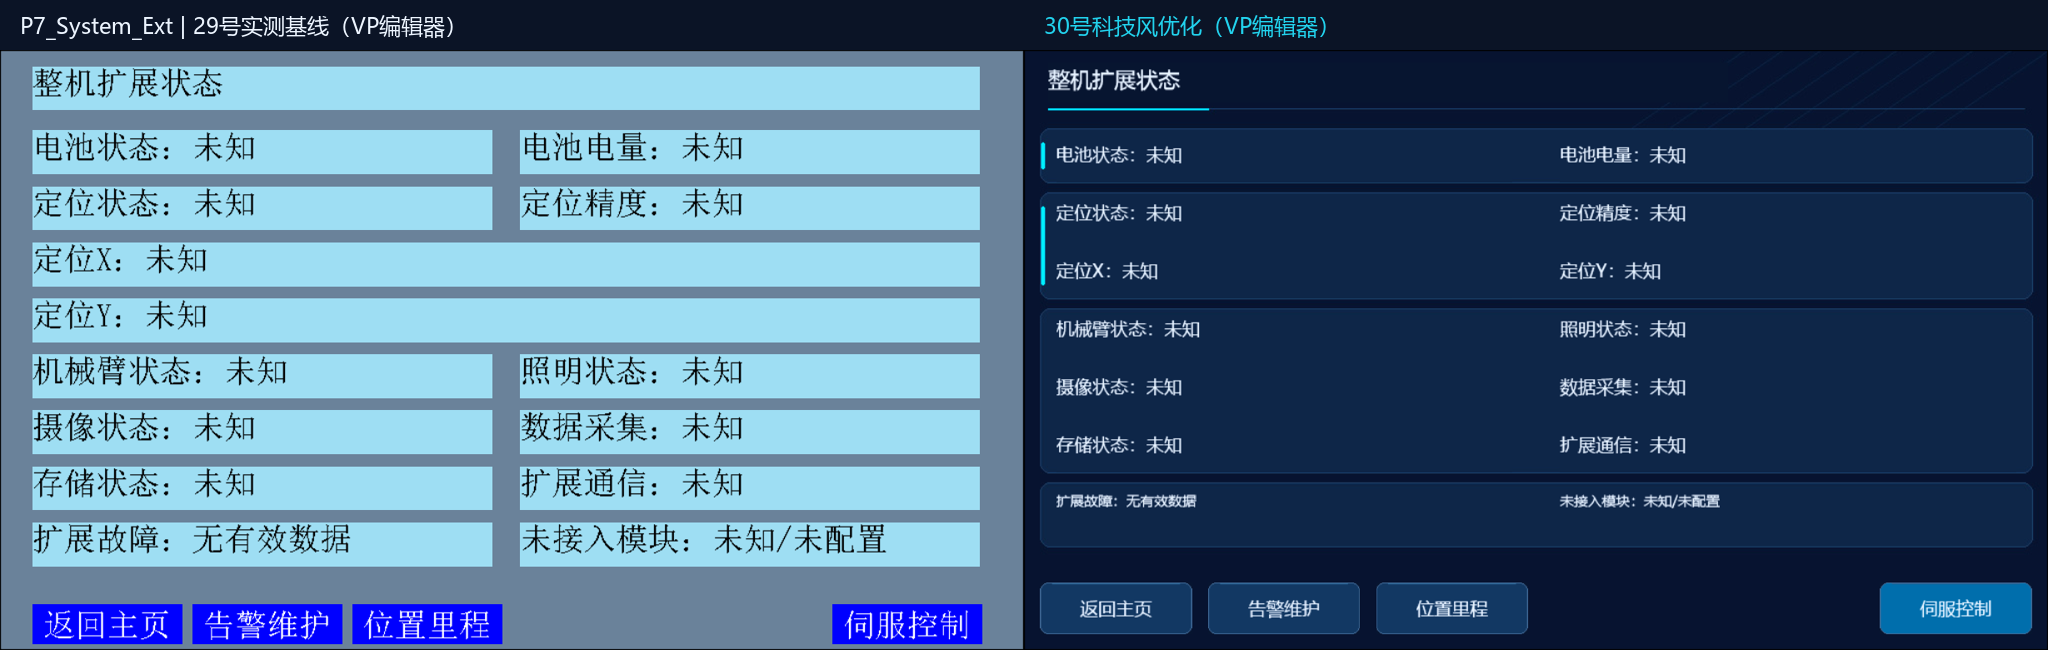 P7_System_Ext | 29号实测基线（VP编辑器）
整机扩展状态
电池状态：未知 电池电量：未知
定位状态：未知 定位精度：未知
定位X：未知
定位Y：未知
机械臂状态：未知 照明状态：未知
摄像状态：未知 数据采集：未知
存储状态：未知 扩展通信：未知
扩展故障：无有效数据 未接入模块：未知/未配置
返回主页 告警维护 位置里程 伺服控制
30号科技风优化（VP编辑器）
整机扩展状态
电池状态：未知 电池电量：未知
定位状态：未知 定位精度：未知
定位X：未知 定位Y：未知
机械臂状态：未知 照明状态：未知
摄像状态：未知 数据采集：未知
存储状态：未知 扩展通信：未知
扩展故障：无有效数据 未接入模块：未知/未配置
返回主页 告警维护 位置里程 伺服控制